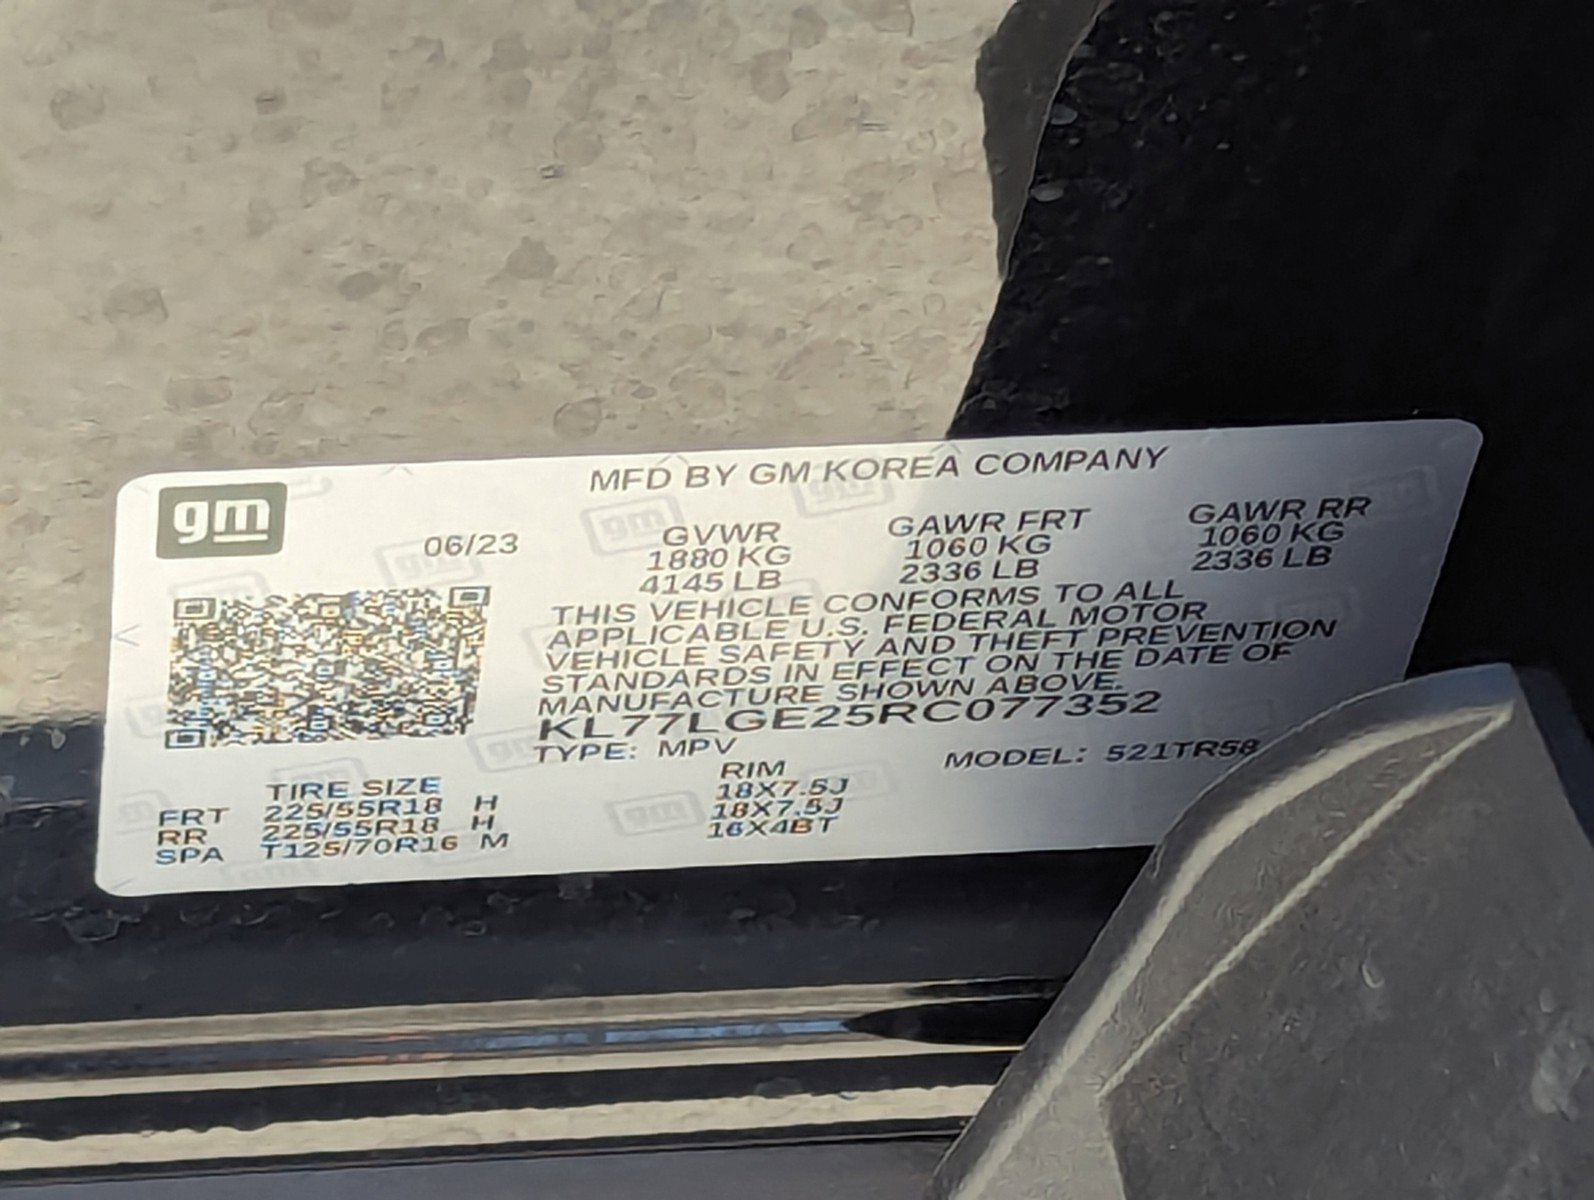 MFD BY GM KOREA COMPANY
gm
06/23
GVWR GAWR FRT GAWR RR
1880 KG 1060 KG 1060 KG
4145 LB 2336 LB 2336 LB
THIS VEHICLE CONFORMS TO ALL
APPLICABLE U.S. FEDERAL MOTOR
VEHICLE SAFETY AND THEFT PREVENTION
STANDARDS IN EFFECT ON THE DATE OF
MANUFACTURE SHOWN ABOVE.
KL77LGE25RC077352
TYPE: MPV MODEL: 521TR58
TIRE SIZE RIM
FRT 225/55R18 H 18X7.5J
RR 225/55R18 H 18X7.5J
SPA T125/70R16 M 16X4BT